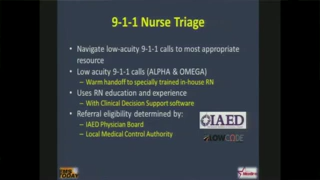 9-1-1 Nurse Triage
• Navigate low-acuity 9-1-1 calls to most appropriate
resource
• Low acuity 9-1-1 calls (ALPHA & OMEGA)
– Warm handoff to specially trained in-house RN
• Uses RN education and experience
– With Clinical Decision Support software
• Referral eligibility determined by:
– IAED Physician Board
– Local Medical Control Authority
IAED
LOWCODE
TODAY